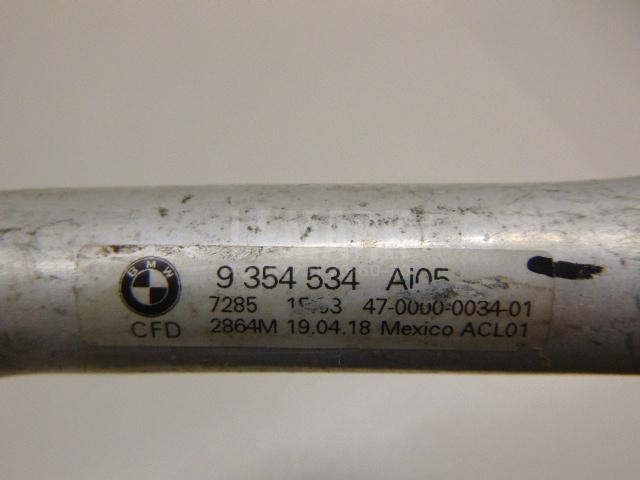 BMW
9 354 534 Ai05
7285 47-0000-0034-01
CFD 2864M 19.04.18 Mexico ACL01